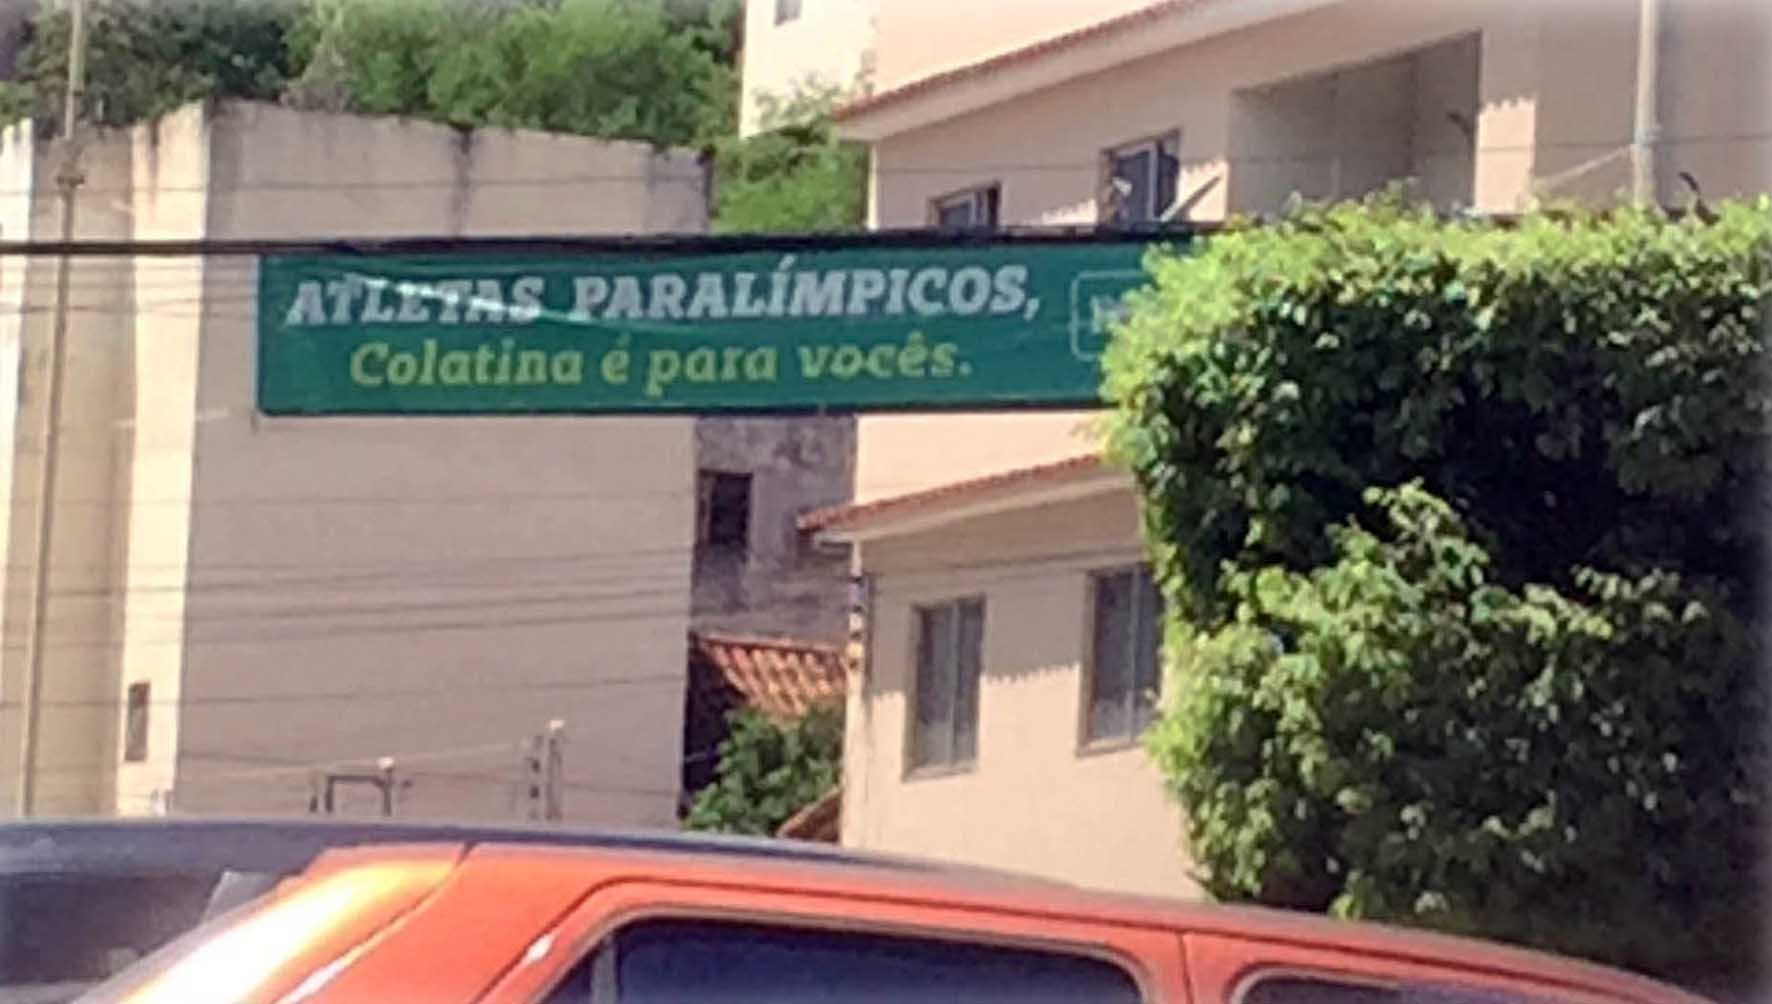 ATLETAS PARALÍMPICOS,
Colatina é para vocês.